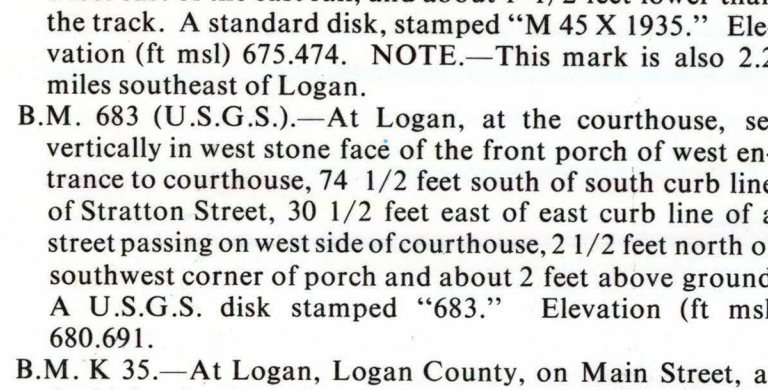 the track. A standard disk, stamped “M 45 X 1935.” Ele-
vation (ft msl) 675.474. NOTE.—This mark is also 2.2
miles southeast of Logan.
B.M. 683 (U.S.G.S.).—At Logan, at the courthouse, se
vertically in west stone face of the front porch of west en-
trance to courthouse, 74 1/2 feet south of south curb line
of Stratton Street, 30 1/2 feet east of east curb line of a
street passing on west side of courthouse, 2 1/2 feet north o
southwest corner of porch and about 2 feet above ground
A U.S.G.S. disk stamped “683.” Elevation (ft msl
680.691.
B.M. K 35.—At Logan, Logan County, on Main Street, a